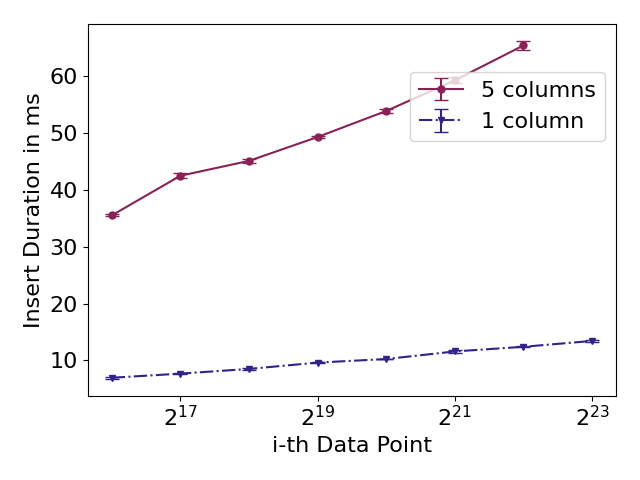 Insert Duration in ms
60
50
40
30
20
10
5 columns
1 column
2^17 2^19 2^21 2^23
i-th Data Point